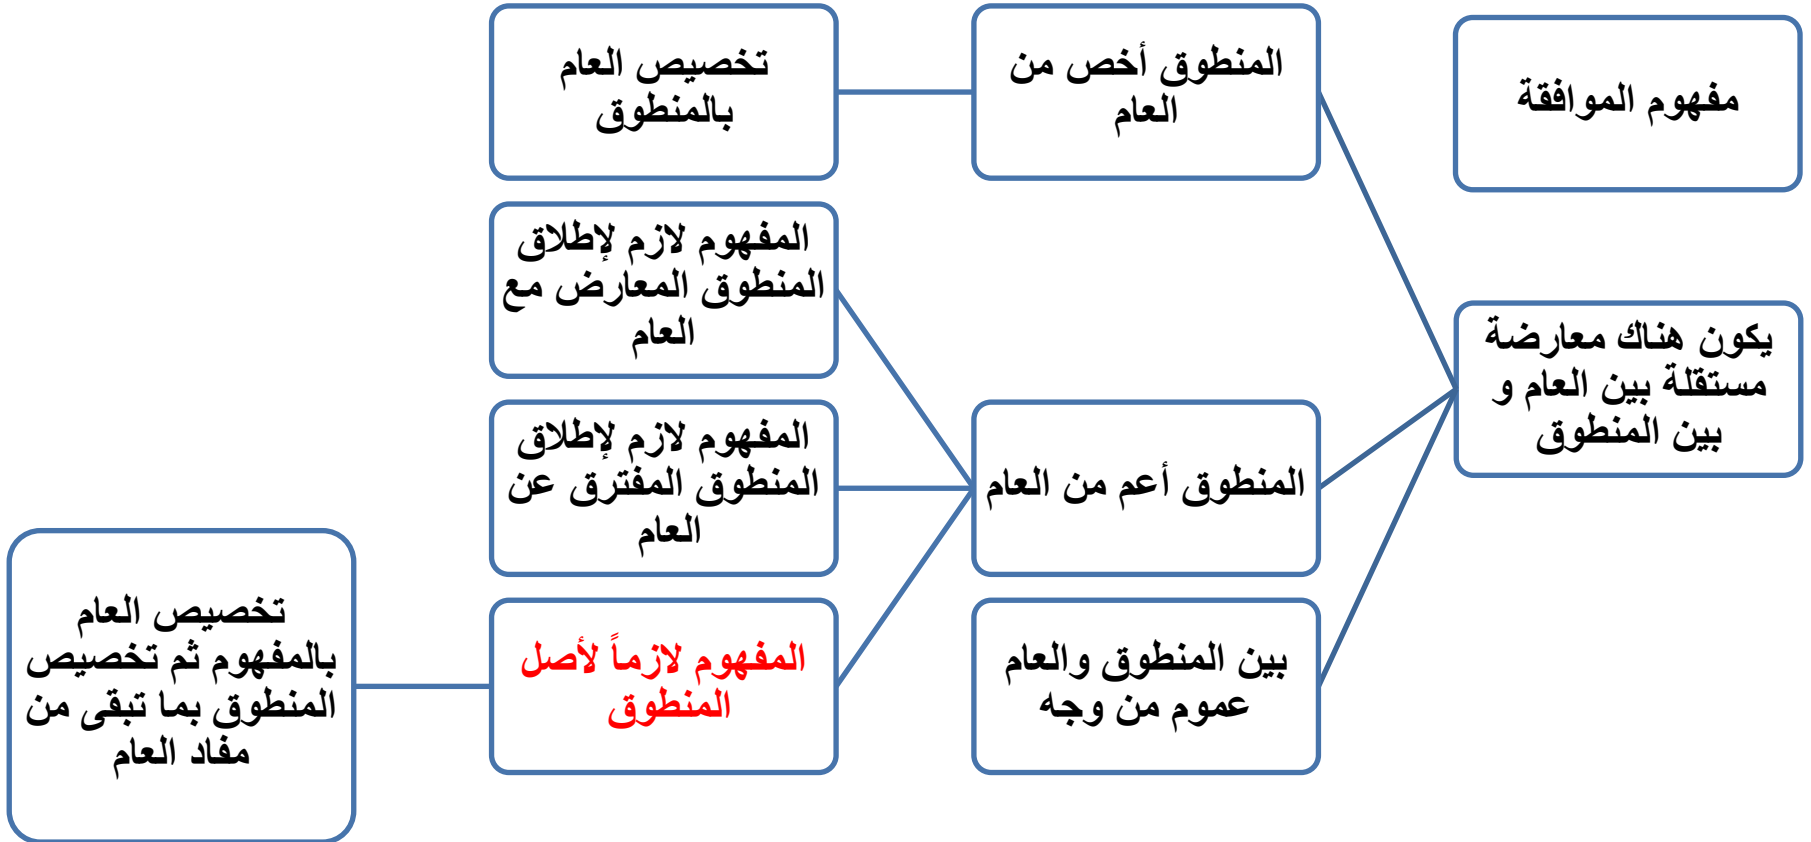 مفهوم الموافقة
يكون هناك معارضة
مستقلة بين العام و
بين المنطوق
المنطوق أخص من
العام
تخصيص العام
بالمنطوق
المنطوق أعم من العام
المفهوم لازم لإطلاق
المنطوق المعارض مع
العام
المفهوم لازم لإطلاق
المنطوق المفترق عن
العام
المفهوم لازماً لأصل
المنطوق
تخصيص العام
بالمفهوم ثم تخصيص
المنطوق بما تبقى من
مفاد العام
بين المنطوق والعام
عموم من وجه